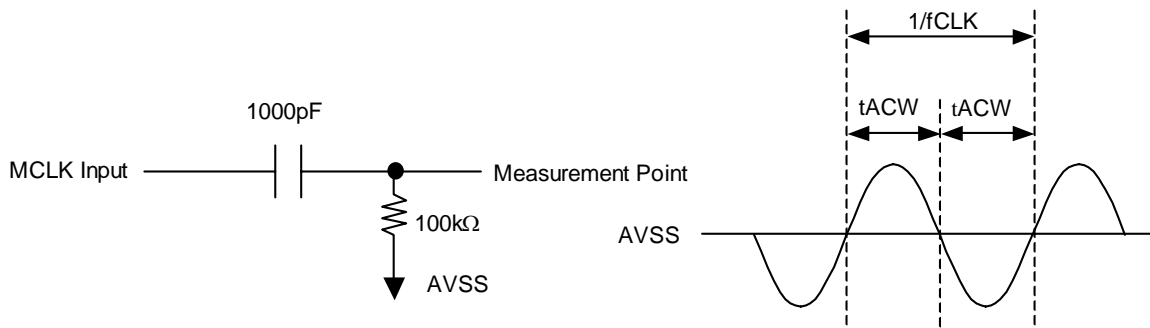 1/fCLK
1000pF
tACW
tACW
MCLK Input
Measurement Point
100kΩ
AVSS
AVSS